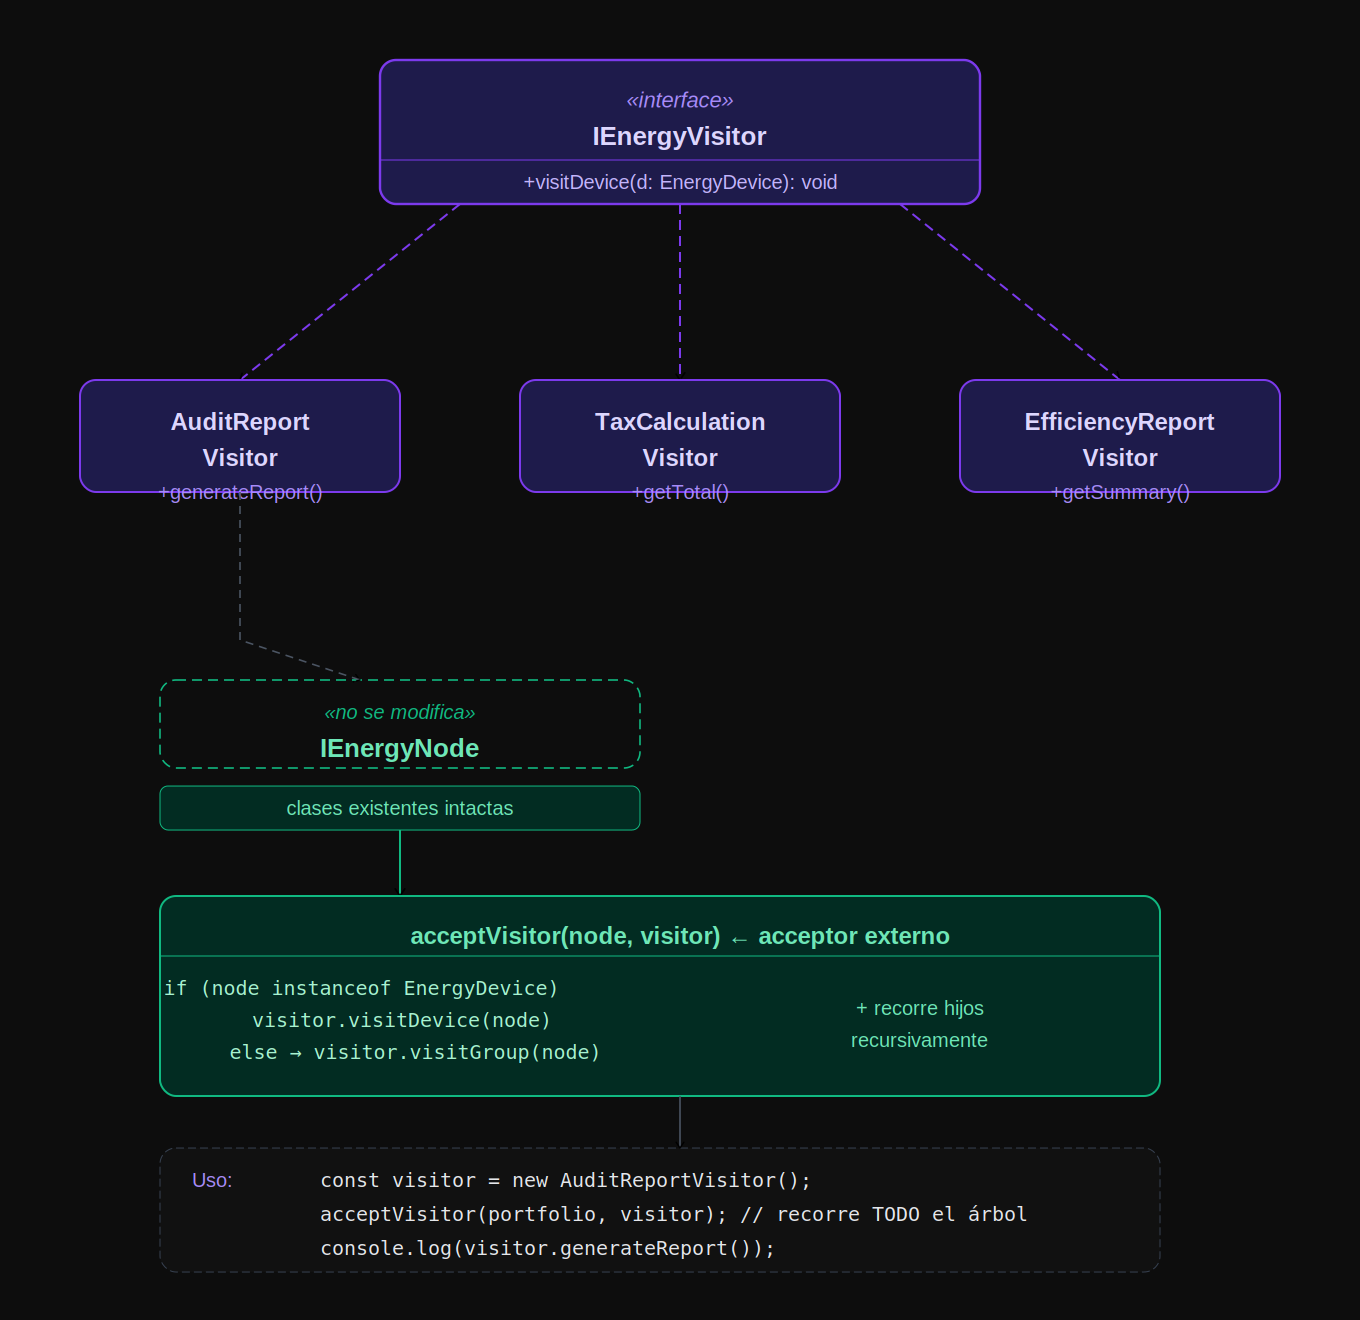 «interface»
IEnergyVisitor
+visitDevice(d: EnergyDevice): void
AuditReport
Visitor
+generateReport()
TaxCalculation
Visitor
+getTotal()
EfficiencyReport
Visitor
+getSummary()
«no se modifica»
IEnergyNode
clases existentes intactas
acceptVisitor(node, visitor) ← acceptor externo
if (node instanceof EnergyDevice)
visitor.visitDevice(node)
else → visitor.visitGroup(node)
+ recorre hijos
recursivamente
Uso:
const visitor = new AuditReportVisitor();
acceptVisitor(portfolio, visitor); // recorre TODO el árbol
console.log(visitor.generateReport());